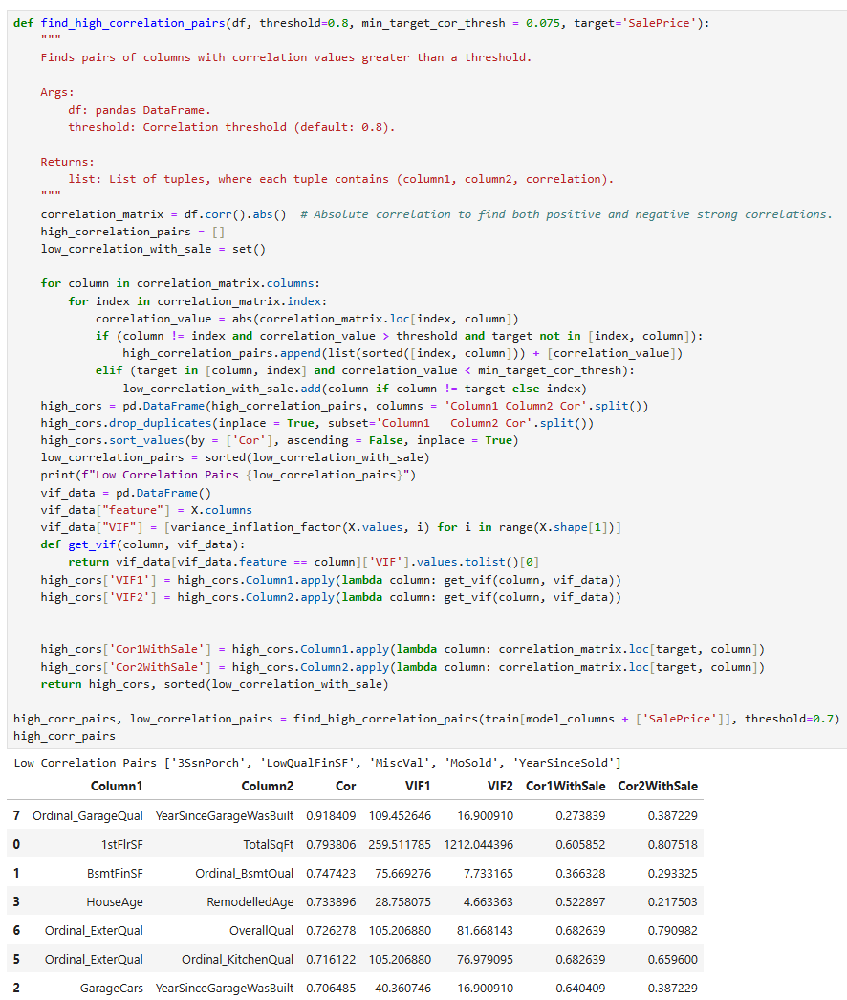 def find_high_correlation_pairs(df, threshold=0.8, min_target_cor_thresh = 0.075, target='SalePrice'):
    """
    Finds pairs of columns with correlation values greater than a threshold.

    Args:
        df: pandas DataFrame.
        threshold: Correlation threshold (default: 0.8).

    Returns:
        list: List of tuples, where each tuple contains (column1, column2, correlation).
    """
    correlation_matrix = df.corr().abs()  # Absolute correlation to find both positive and negative strong correlations.
    high_correlation_pairs = []
    low_correlation_with_sale = set()

    for column in correlation_matrix.columns:
        for index in correlation_matrix.index:
            correlation_value = abs(correlation_matrix.loc[index, column])
            if (column != index and correlation_value > threshold and target not in [index, column]):
                high_correlation_pairs.append(list(sorted([index, column])) + [correlation_value])
            elif (target in [column, index] and correlation_value < min_target_cor_thresh):
                low_correlation_with_sale.add(column if column != target else index)
    high_cors = pd.DataFrame(high_correlation_pairs, columns = 'Column1 Column2 Cor'.split())
    high_cors.drop_duplicates(inplace = True, subset='Column1   Column2 Cor'.split())
    high_cors.sort_values(by = ['Cor'], ascending = False, inplace = True)
    low_correlation_pairs = sorted(low_correlation_with_sale)
    print(f"Low Correlation Pairs {low_correlation_pairs}")
    vif_data = pd.DataFrame()
    vif_data["feature"] = X.columns
    vif_data["VIF"] = [variance_inflation_factor(X.values, i) for i in range(X.shape[1])]
    def get_vif(column, vif_data):
        return vif_data[vif_data.feature == column]['VIF'].values.tolist()[0]
    high_cors['VIF1'] = high_cors.Column1.apply(lambda column: get_vif(column, vif_data))
    high_cors['VIF2'] = high_cors.Column2.apply(lambda column: get_vif(column, vif_data))


    high_cors['Cor1WithSale'] = high_cors.Column1.apply(lambda column: correlation_matrix.loc[target, column])
    high_cors['Cor2WithSale'] = high_cors.Column2.apply(lambda column: correlation_matrix.loc[target, column])
    return high_cors, sorted(low_correlation_with_sale)

high_corr_pairs, low_correlation_pairs = find_high_correlation_pairs(train[model_columns + ['SalePrice']], threshold=0.7)
high_corr_pairs
Low Correlation Pairs ['3SsnPorch', 'LowQualFinSF', 'MiscVal', 'MoSold', 'YearSinceSold']
Column1 Column2 Cor VIF1 VIF2 Cor1WithSale Cor2WithSale
7 Ordinal_GarageQual YearSinceGarageWasBuilt 0.918409 109.452646 16.900910 0.273839 0.387229
0 1stFlrSF TotalSqFt 0.793806 259.511785 1212.044396 0.605852 0.807518
1 BsmtFinSF Ordinal_BsmtQual 0.747423 75.669276 7.733165 0.366328 0.293325
3 HouseAge RemodelledAge 0.733896 28.758075 4.663363 0.522897 0.217503
6 Ordinal_ExterQual OverallQual 0.726278 105.206880 81.668143 0.682639 0.790982
5 Ordinal_ExterQual Ordinal_KitchenQual 0.716122 105.206880 76.979095 0.682639 0.659600
2 GarageCars YearSinceGarageWasBuilt 0.706485 40.360746 16.900910 0.640409 0.387229